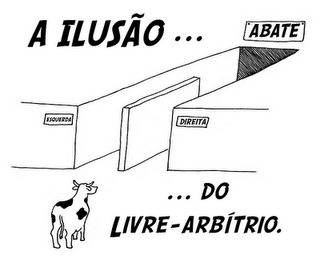 A ILUSÃO ...
ABATE
ESQUERDA
DIREITA
... DO
LIVRE-ARBÍTRIO.